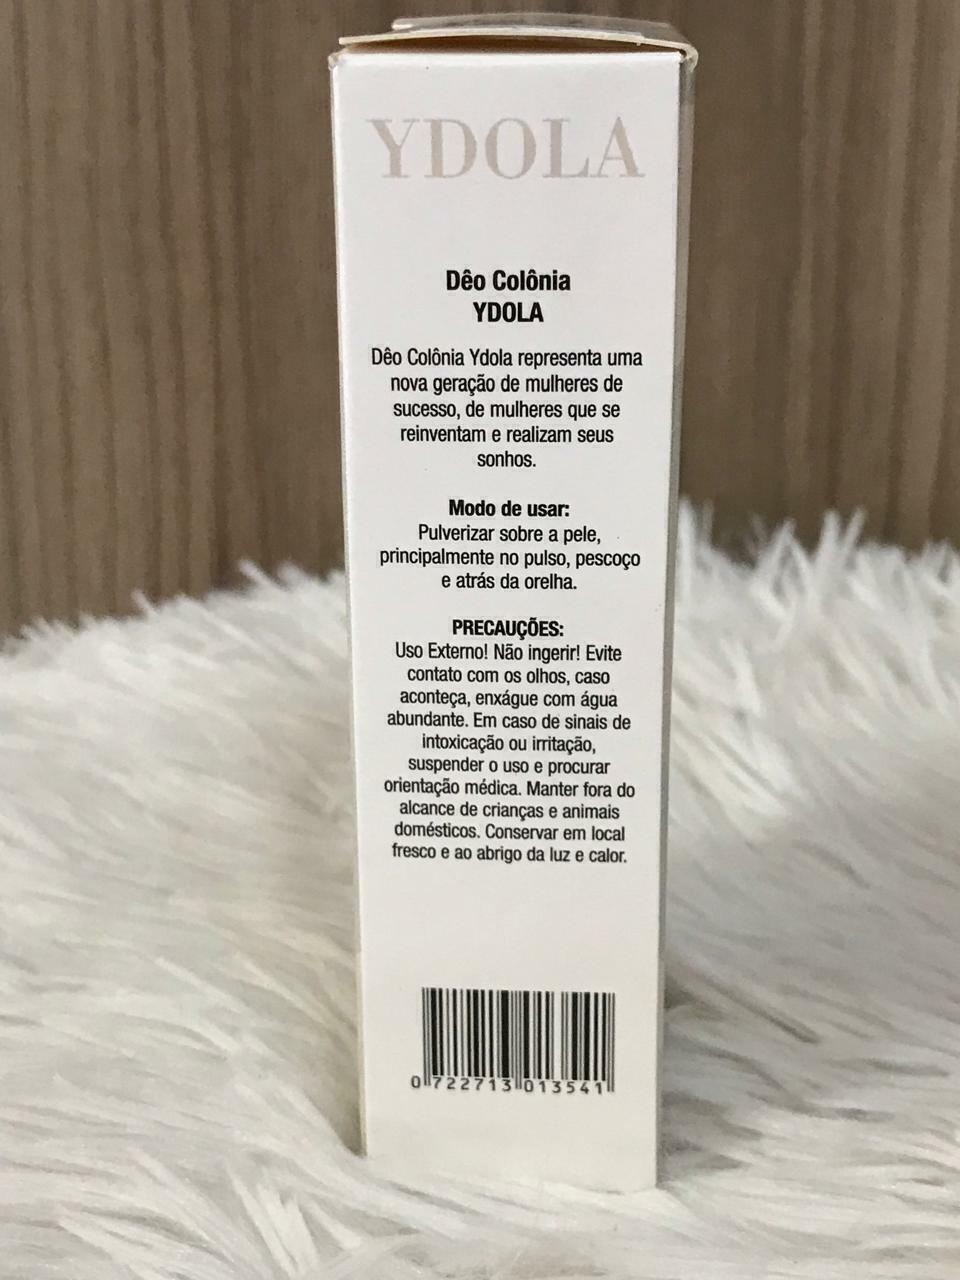 YDOLA
Dêo Colônia
YDOLA
Dêo Colônia Ydola representa uma
nova geração de mulheres de
sucesso, de mulheres que se
reinventam e realizam seus
sonhos.
Modo de usar:
Pulverizar sobre a pele,
principalmente no pulso, pescoço
e atrás da orelha.
PRECAUÇÕES:
Uso Externo! Não ingerir! Evite
contato com os olhos, caso
aconteça, enxágue com água
abundante. Em caso de sinais de
intoxicação ou irritação,
suspender o uso e procurar
orientação médica. Manter fora do
alcance de crianças e animais
domésticos. Conservar em local
fresco e ao abrigo da luz e calor.
0 722713 013541